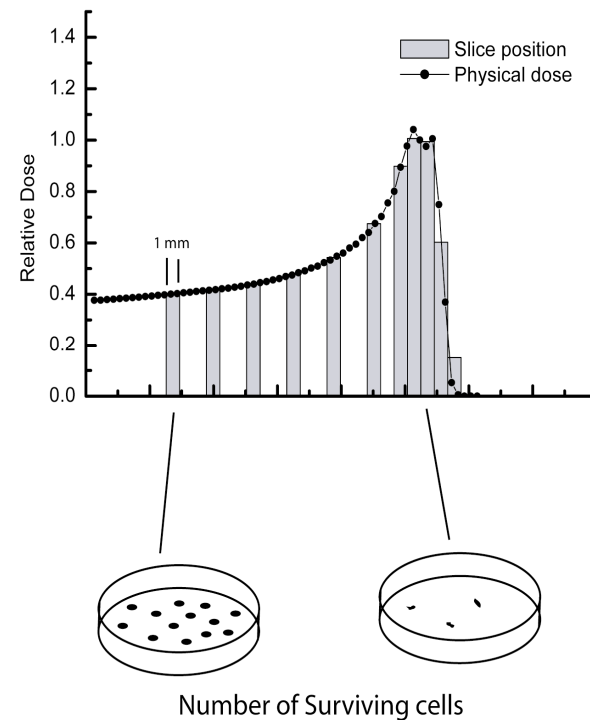 1.4
1.2
1.0
0.8
0.6
0.4
0.2
0.0
Relative Dose
Slice position
Physical dose
1 mm
Number of Surviving cells